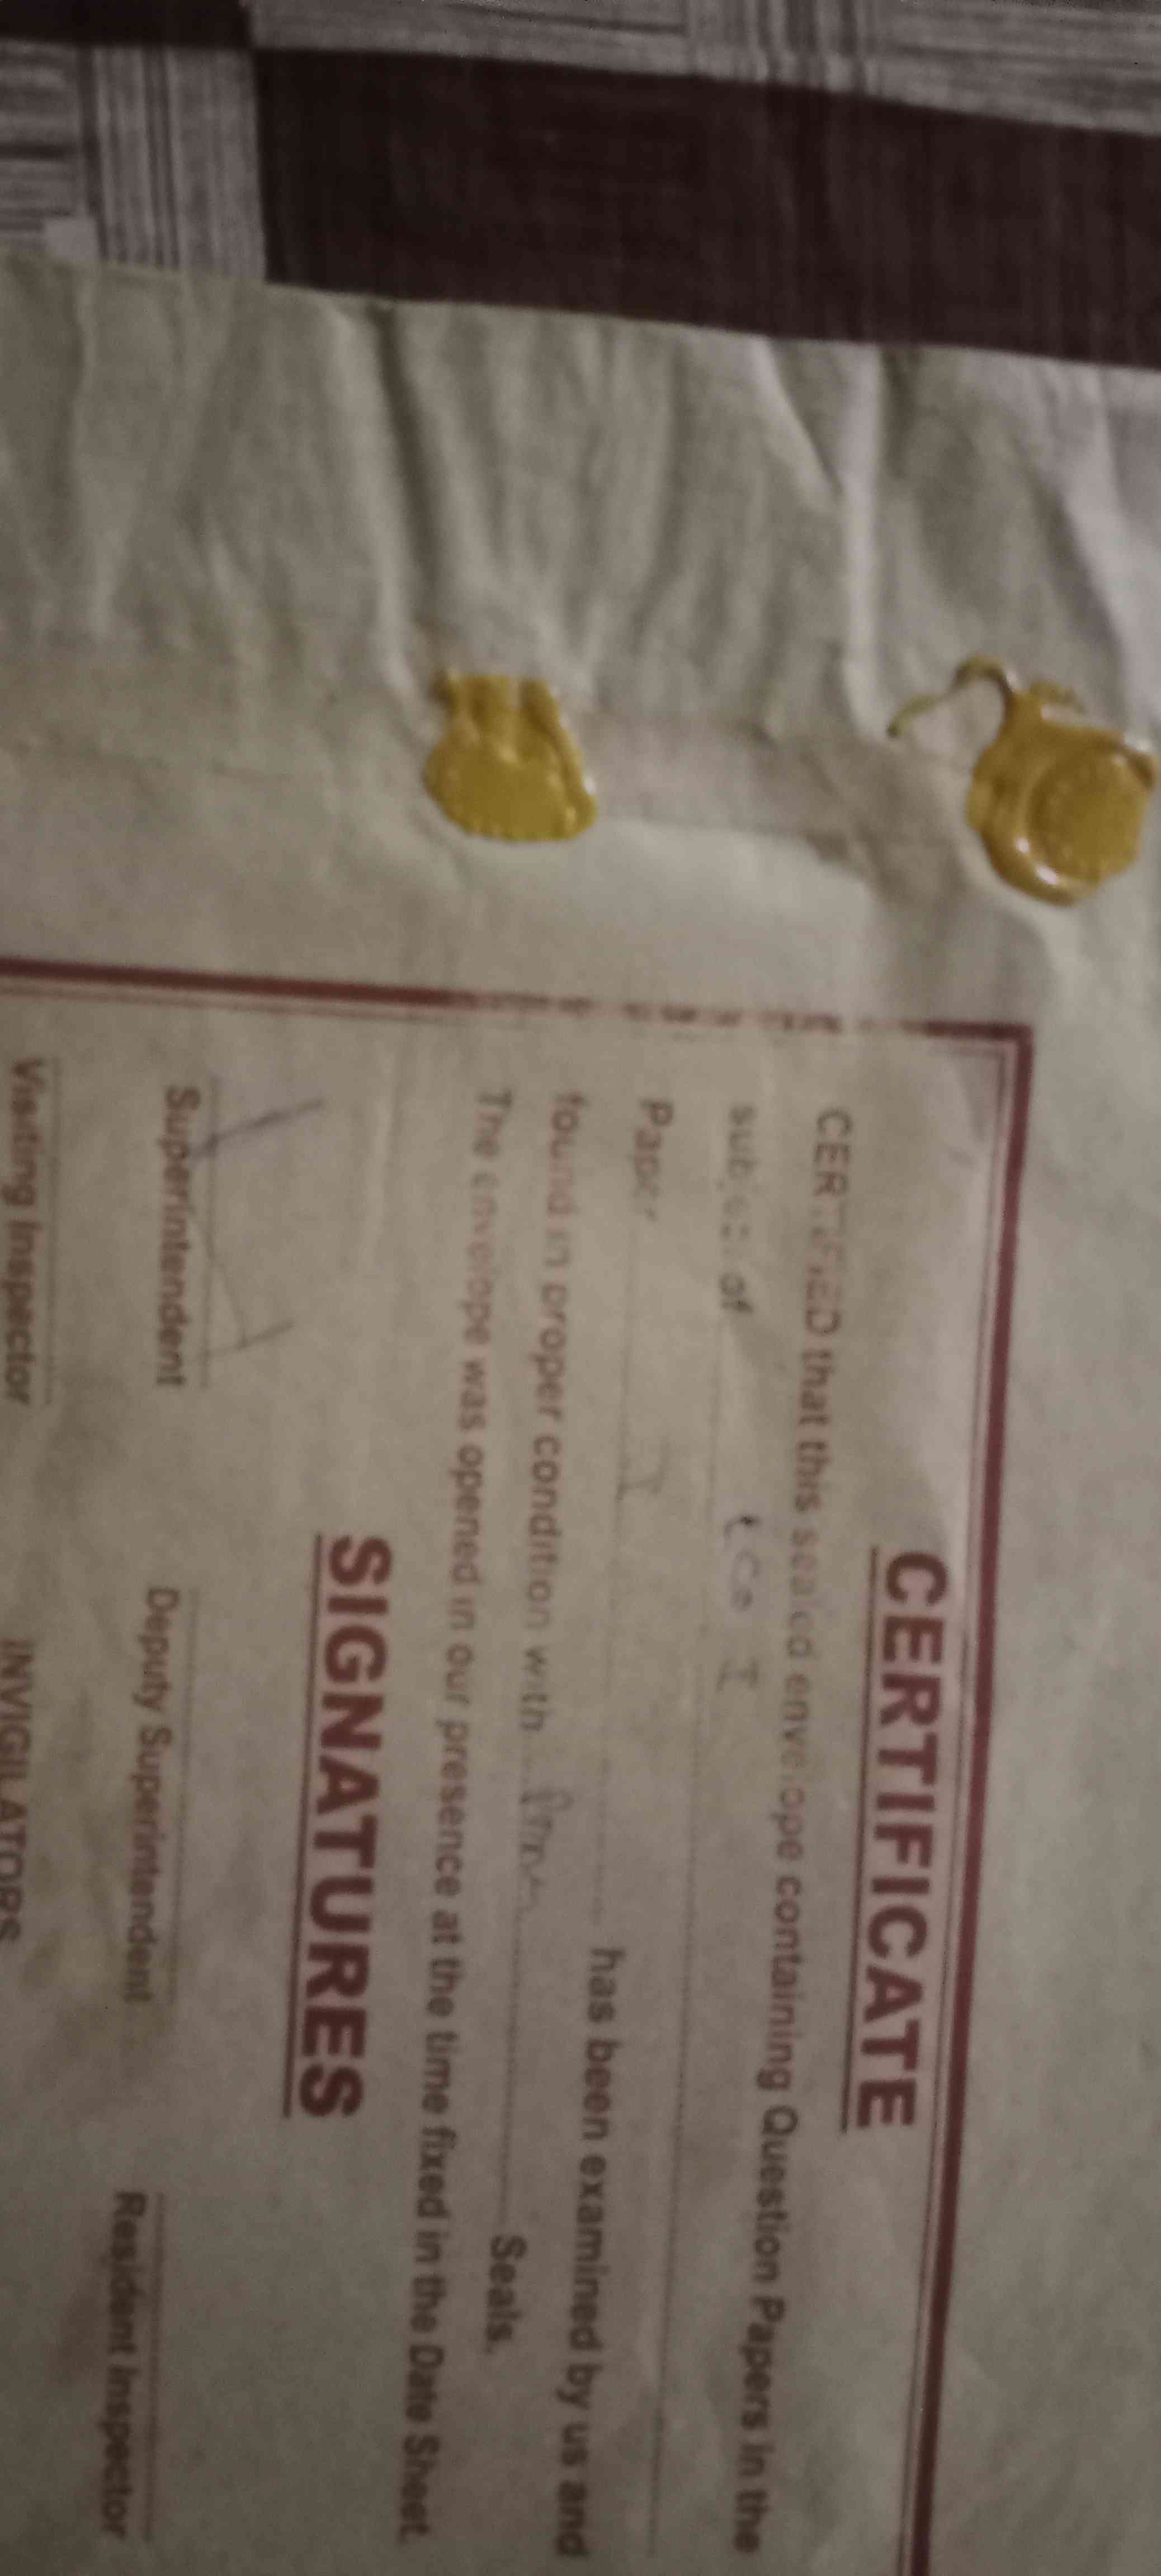 CERTIFICATE
CERTIFIED that this sealed envelope containing Question Papers in the
subject of
Paper I has been examined by us and
found in proper condition with Seals.
The envelope was opened in our presence at the time fixed in the Date Sheet.
SIGNATURES
Superintendent Deputy Superintendent Resident Inspector
Visiting Inspector INVIGILATORS